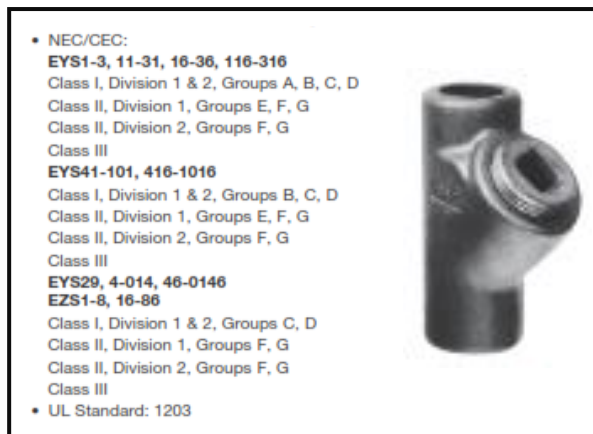 • NEC/CEC:
EYS1-3, 11-31, 16-36, 116-316
Class I, Division 1 & 2, Groups A, B, C, D
Class II, Division 1, Groups E, F, G
Class II, Division 2, Groups F, G
Class III
EYS41-101, 416-1016
Class I, Division 1 & 2, Groups B, C, D
Class II, Division 1, Groups E, F, G
Class II, Division 2, Groups F, G
Class III
EYS29, 4-014, 46-0146
EZS1-8, 16-86
Class I, Division 1 & 2, Groups C, D
Class II, Division 1, Groups F, G
Class II, Division 2, Groups F, G
Class III
• UL Standard: 1203